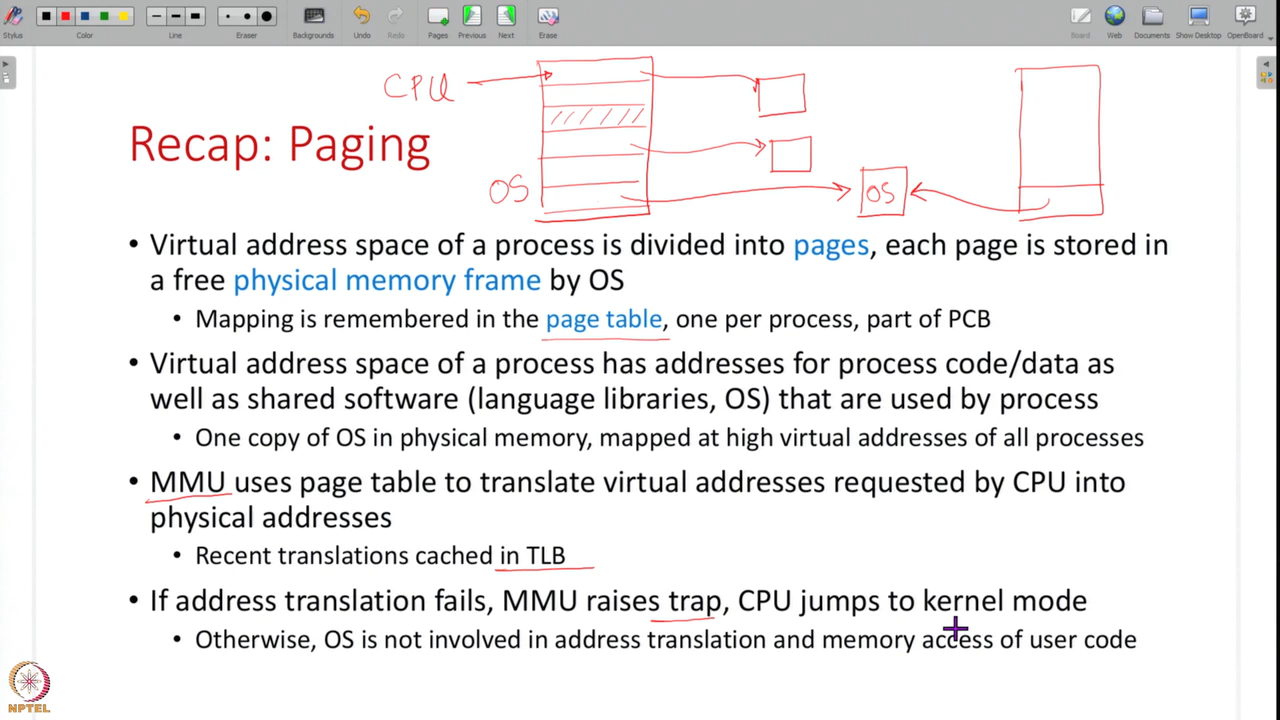 Stylus
Color
Line
Eraser
Backgrounds
Undo
Redo
Pages
Previous
Next
Erase
Board
Web
Documents
Show Desktop
OpenBoard
CPU
Recap: Paging
OS
OS
• Virtual address space of a process is divided into pages, each page is stored in
a free physical memory frame by OS
• Mapping is remembered in the page table, one per process, part of PCB
• Virtual address space of a process has addresses for process code/data as
well as shared software (language libraries, OS) that are used by process
• One copy of OS in physical memory, mapped at high virtual addresses of all processes
• MMU uses page table to translate virtual addresses requested by CPU into
physical addresses
• Recent translations cached in TLB
• If address translation fails, MMU raises trap, CPU jumps to kernel mode
• Otherwise, OS is not involved in address translation and memory access of user code
NPTEL